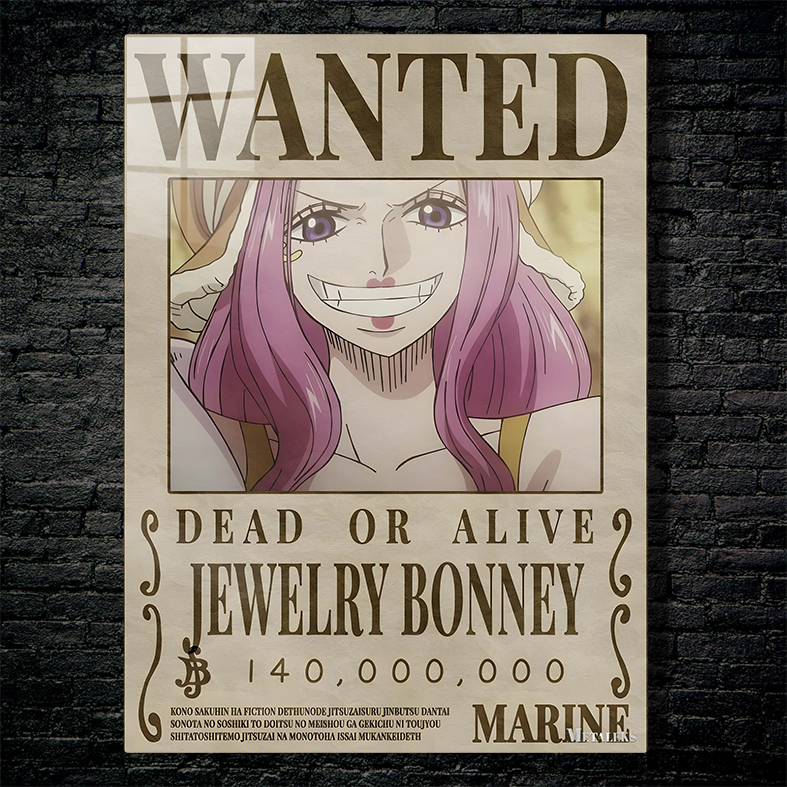 WANTED
DEAD OR ALIVE
JEWELRY BONNEY
140,000,000
KONO SAKUHIN HA FICTION DETHUNODE JITSUZAISURU JINBUTSU DANTAI
SONOTA NO SOSHIKI TO DOITSU NO MEISHOU GA GEKICHU NI TOUJYOU
SHITATOSHITEMO JITSUZAI NA MONOTOHA ISSAI MUKANKEIDETH
MARINE
METALEKS